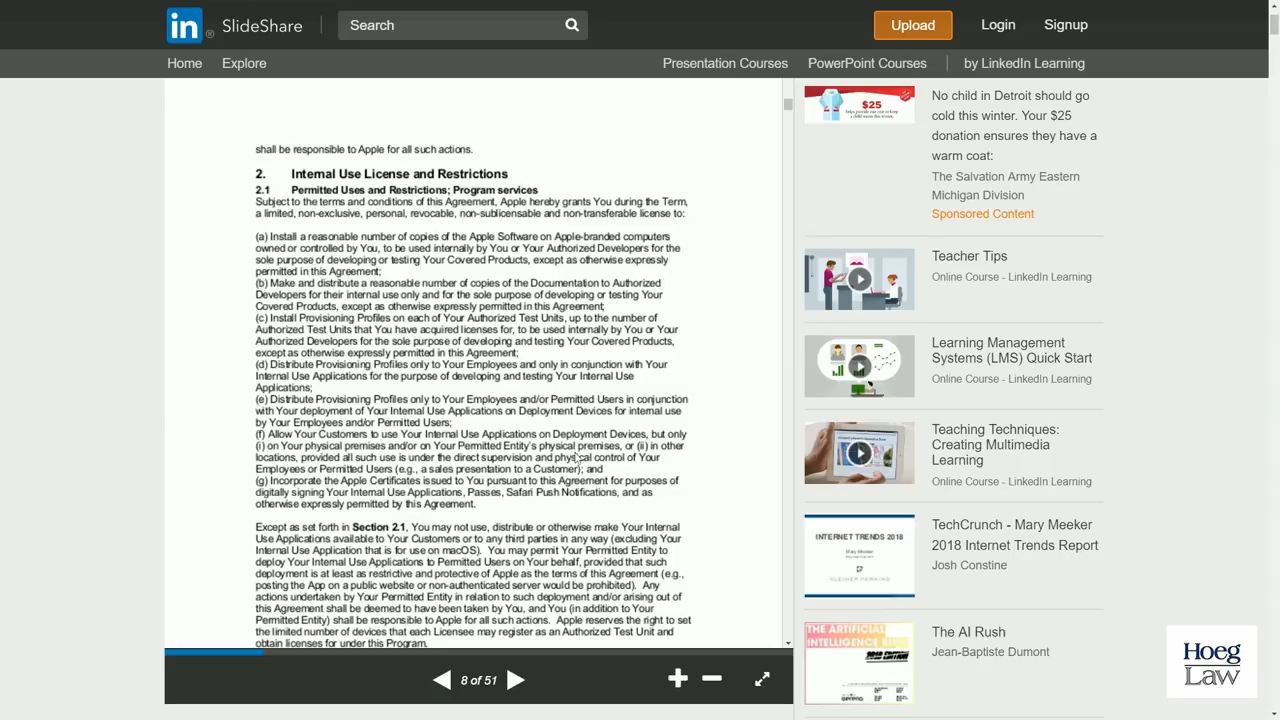 in
SlideShare
Search
Upload
Login
Signup
Home
Explore
Presentation Courses
PowerPoint Courses
by LinkedIn Learning
shall be responsible to Apple for all such actions.
2. Internal Use License and Restrictions
2.1 Permitted Uses and Restrictions; Program services
Subject to the terms and conditions of this Agreement, Apple hereby grants You during the Term,
a limited, non-exclusive, personal, revocable, non-sublicensable and non-transferable license to:
(a) Install a reasonable number of copies of the Apple Software on Apple-branded computers
owned or controlled by You, to be used internally by You or Your Authorized Developers for the
sole purpose of developing or testing Your Covered Products, except as otherwise expressly
permitted in this Agreement;
(b) Make and distribute a reasonable number of copies of the Documentation to Authorized
Developers for their internal use only and for the sole purpose of developing or testing Your
Covered Products, except as otherwise expressly permitted in this Agreement;
(c) Install Provisioning Profiles on each of Your Authorized Test Units, up to the number of
Authorized Test Units that You have acquired licenses for, to be used internally by You or Your
Authorized Developers for the sole purpose of developing and testing Your Covered Products,
except as otherwise expressly permitted in this Agreement;
(d) Distribute Provisioning Profiles only to Your Employees and only in conjunction with Your
Internal Use Applications for the purpose of developing and testing Your Internal Use
Applications;
(e) Distribute Provisioning Profiles only to Your Employees and/or Permitted Users in conjunction
with Your deployment of Your Internal Use Applications on Deployment Devices for internal use
by Your Employees and/or Permitted Users;
(f) Allow Your Customers to use Your Internal Use Applications on Deployment Devices, but only
(i) on Your physical premises and/or on Your Permitted Entity's physical premises, or (ii) in other
locations, provided all such use is under the direct supervision and physical control of Your
Employees or Permitted Users (e.g., a sales presentation to a Customer); and
(g) Incorporate the Apple Certificates issued to You pursuant to this Agreement for purposes of
digitally signing Your Internal Use Applications, Passes, Safari Push Notifications, and as
otherwise expressly permitted by this Agreement.
Except as set forth in Section 2.1, You may not use, distribute or otherwise make Your Internal
Use Applications available to Your Customers or to any third parties in any way (excluding Your
Internal Use Application that is for use on macOS). You may permit Your Permitted Entity to
deploy Your Internal Use Applications to Permitted Users on Your behalf, provided that such
deployment is at least as restrictive and protective of Apple as the terms of this Agreement (e.g.,
posting the App on a public website or non-authenticated server would be prohibited). Any
actions undertaken by Your Permitted Entity in relation to such deployment and/or arising out of
this Agreement shall be deemed to have been taken by You, and You (in addition to Your
Permitted Entity) shall be responsible to Apple for all such actions. Apple reserves the right to set
the limited number of devices that each Licensee may register as an Authorized Test Unit and
obtain licenses for under this Program.
8 of 51
$25
No child in Detroit should go
cold this winter. Your $25
donation ensures they have a
warm coat:
The Salvation Army Eastern
Michigan Division
Sponsored Content
Teacher Tips
Online Course - LinkedIn Learning
Learning Management
Systems (LMS) Quick Start
Online Course - LinkedIn Learning
Teaching Techniques:
Creating Multimedia
Learning
Online Course - LinkedIn Learning
INTERNET TRENDS 2018
TechCrunch - Mary Meeker
2018 Internet Trends Report
Josh Constine
THE ARTIFICIAL
The AI Rush
Jean-Baptiste Dumont
Hoeg
Law